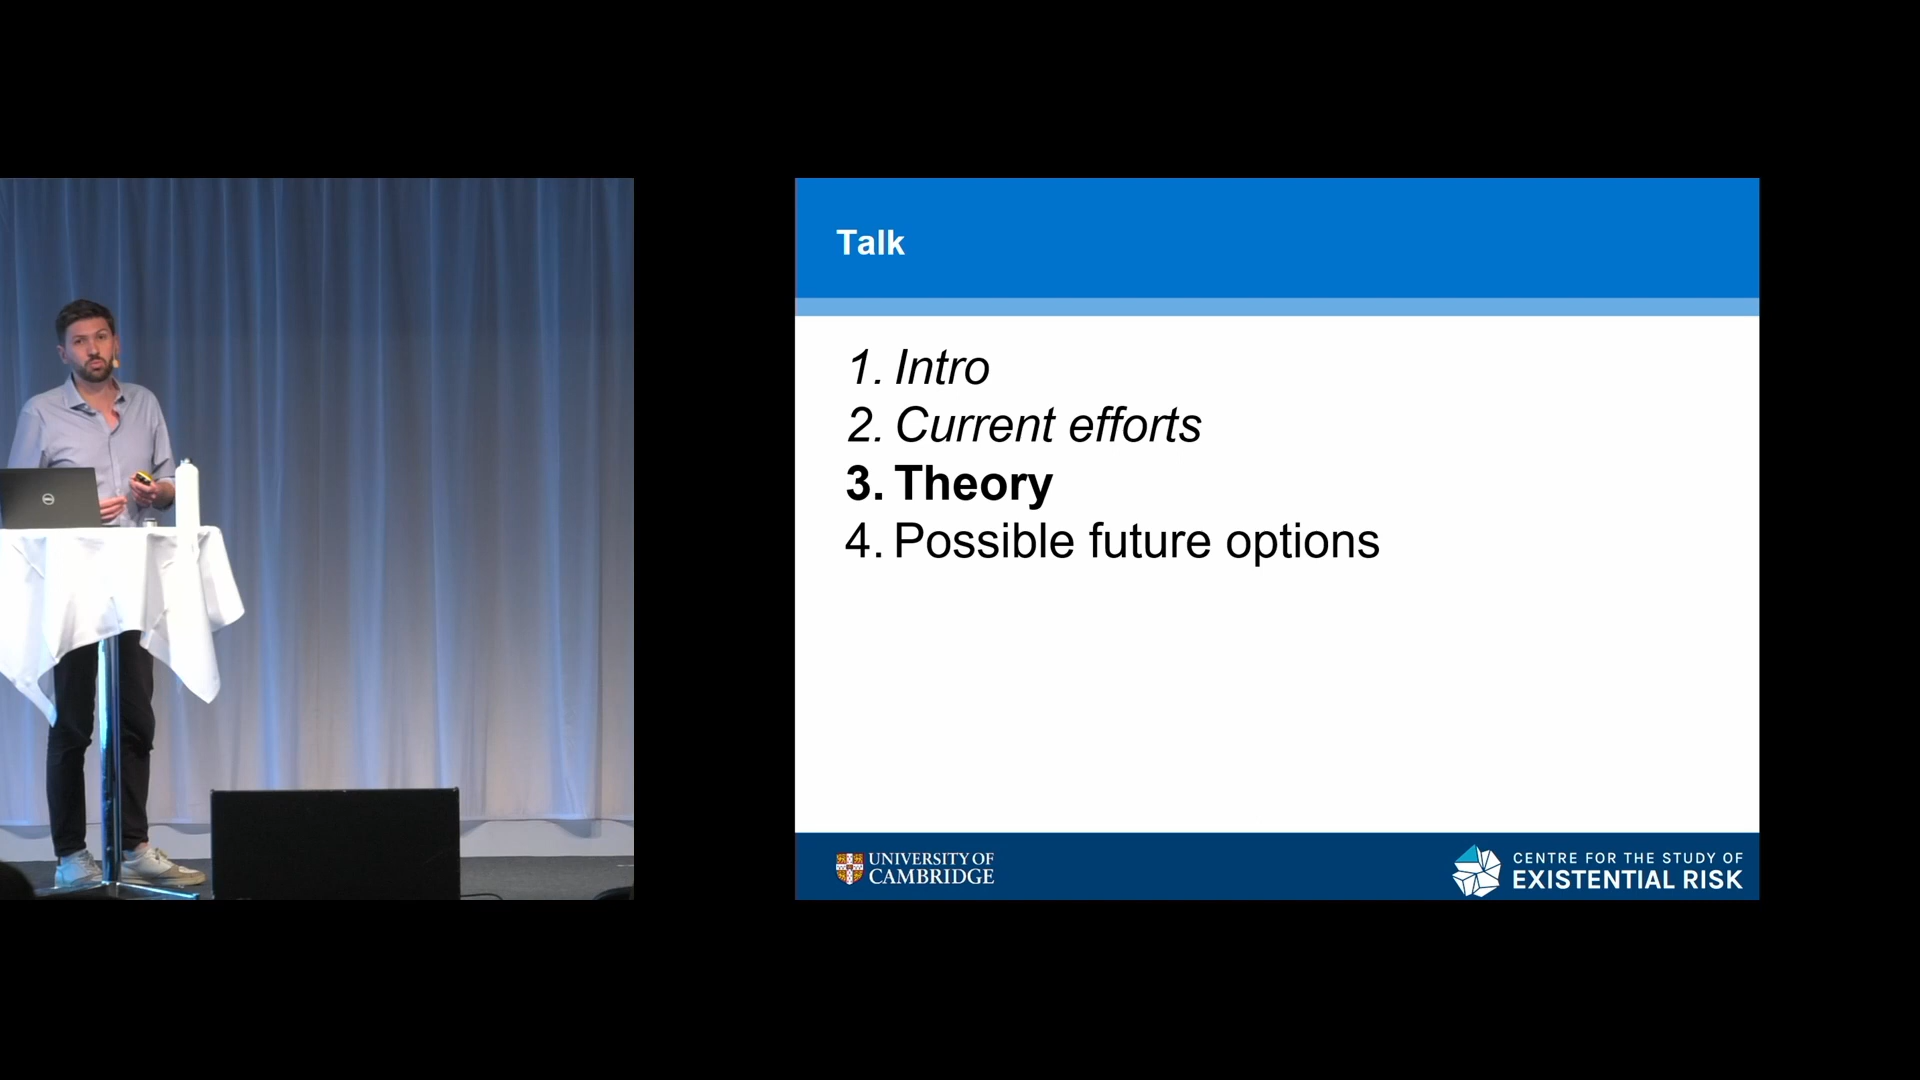 Talk
1. Intro
2. Current efforts
3. Theory
4. Possible future options
UNIVERSITY OF
CAMBRIDGE
CENTRE FOR THE STUDY OF
EXISTENTIAL RISK